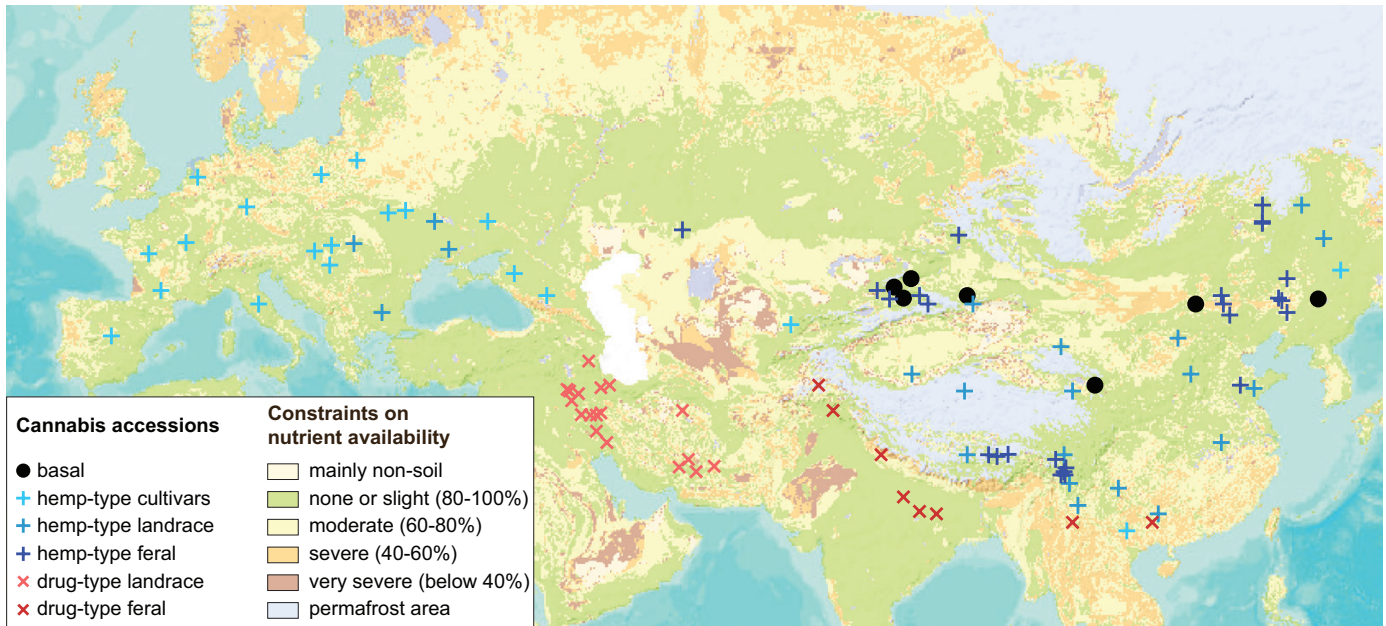 Cannabis accessions
basal
hemp-type cultivars
hemp-type landrace
hemp-type feral
drug-type landrace
drug-type feral
Constraints on
nutrient availability
mainly non-soil
none or slight (80-100%)
moderate (60-80%)
severe (40-60%)
very severe (below 40%)
permafrost area